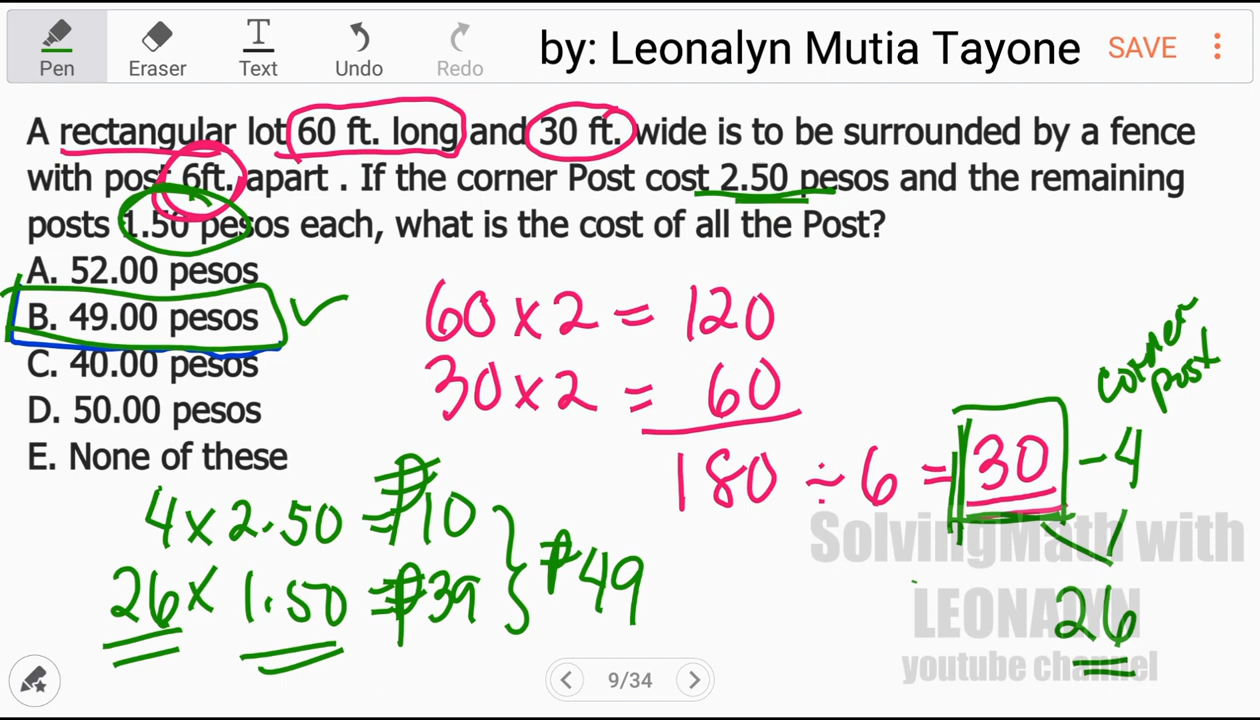 Pen Eraser Text Undo Redo by: Leonalyn Mutia Tayone SAVE
A rectangular lot 60 ft. long and 30 ft. wide is to be surrounded by a fence
with post 6ft. apart . If the corner Post cost 2.50 pesos and the remaining
posts 1.50 pesos each, what is the cost of all the Post?
A. 52.00 pesos
B. 49.00 pesos
C. 40.00 pesos
D. 50.00 pesos
E. None of these
60 x 2 = 120
30 x 2 = 60
180 ÷ 6 = 30 - 4
corner
post
26
4 x 2.50 = ₱10
26 x 1.50 = ₱39
₱49
Solving Math with
LEONALYN
youtube channel
9/34